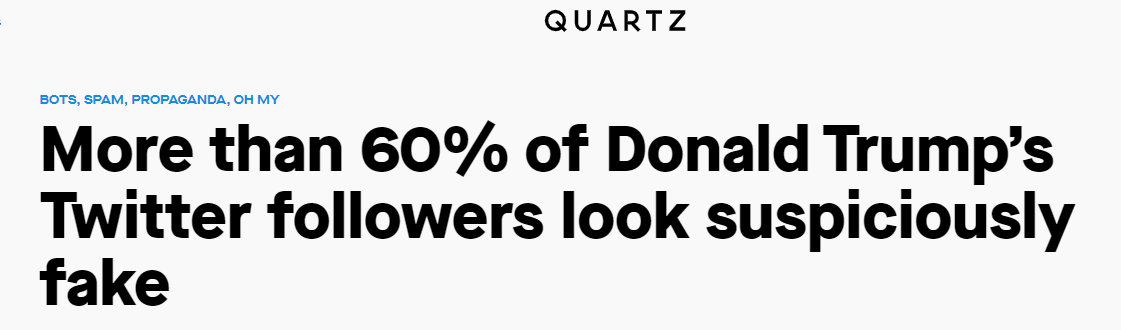 QUARTZ
BOTS, SPAM, PROPAGANDA, OH MY
More than 60% of Donald Trump’s
Twitter followers look suspiciously
fake